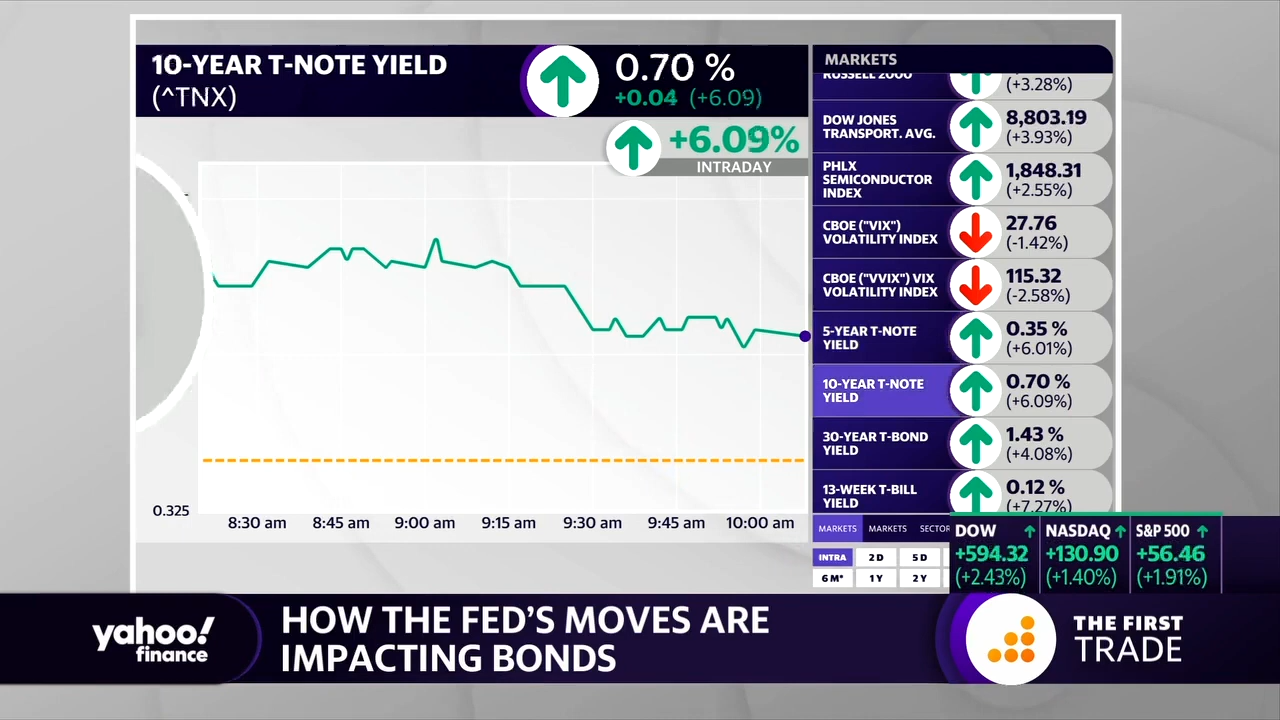 10-YEAR T-NOTE YIELD
(^TNX)
0.70 %
+0.04 (+6.09)
+6.09%
INTRADAY
0.325
8:30 am 8:45 am 9:00 am 9:15 am 9:30 am 9:45 am 10:00 am
MARKETS
RUSSELL 2000
(+3.28%)
DOW JONES
TRANSPORT. AVG.
8,803.19
(+3.93%)
PHLX
SEMICONDUCTOR
INDEX
1,848.31
(+2.55%)
CBOE ("VIX")
VOLATILITY INDEX
27.76
(-1.42%)
CBOE ("VVIX") VIX
VOLATILITY INDEX
115.32
(-2.58%)
5-YEAR T-NOTE
YIELD
0.35 %
(+6.01%)
10-YEAR T-NOTE
YIELD
0.70 %
(+6.09%)
30-YEAR T-BOND
YIELD
1.43 %
(+4.08%)
13-WEEK T-BILL
YIELD
0.12 %
(+7.27%)
MARKETS MARKETS SECTOR
INTRA 2D 5D
6M* 1Y 2Y
DOW
+594.32
(+2.43%)
NASDAQ
+130.90
(+1.40%)
S&P 500
+56.46
(+1.91%)
yahoo!
finance
HOW THE FED'S MOVES ARE
IMPACTING BONDS
THE FIRST
TRADE